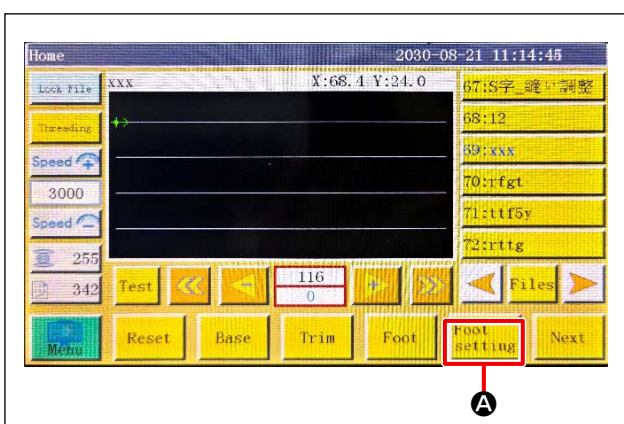 Home 2030-08-21 11:14:45
Lock File
xxx X:68.4 Y:24.0
67:S字_縫い調整
Threading
68:12
Speed
69:xxx
3000
70:rfgt
Speed
71:ttf5y
255
72:rttg
342
Test
116
0
Files
Menu
Reset
Base
Trim
Foot
Foot
setting
Next
A